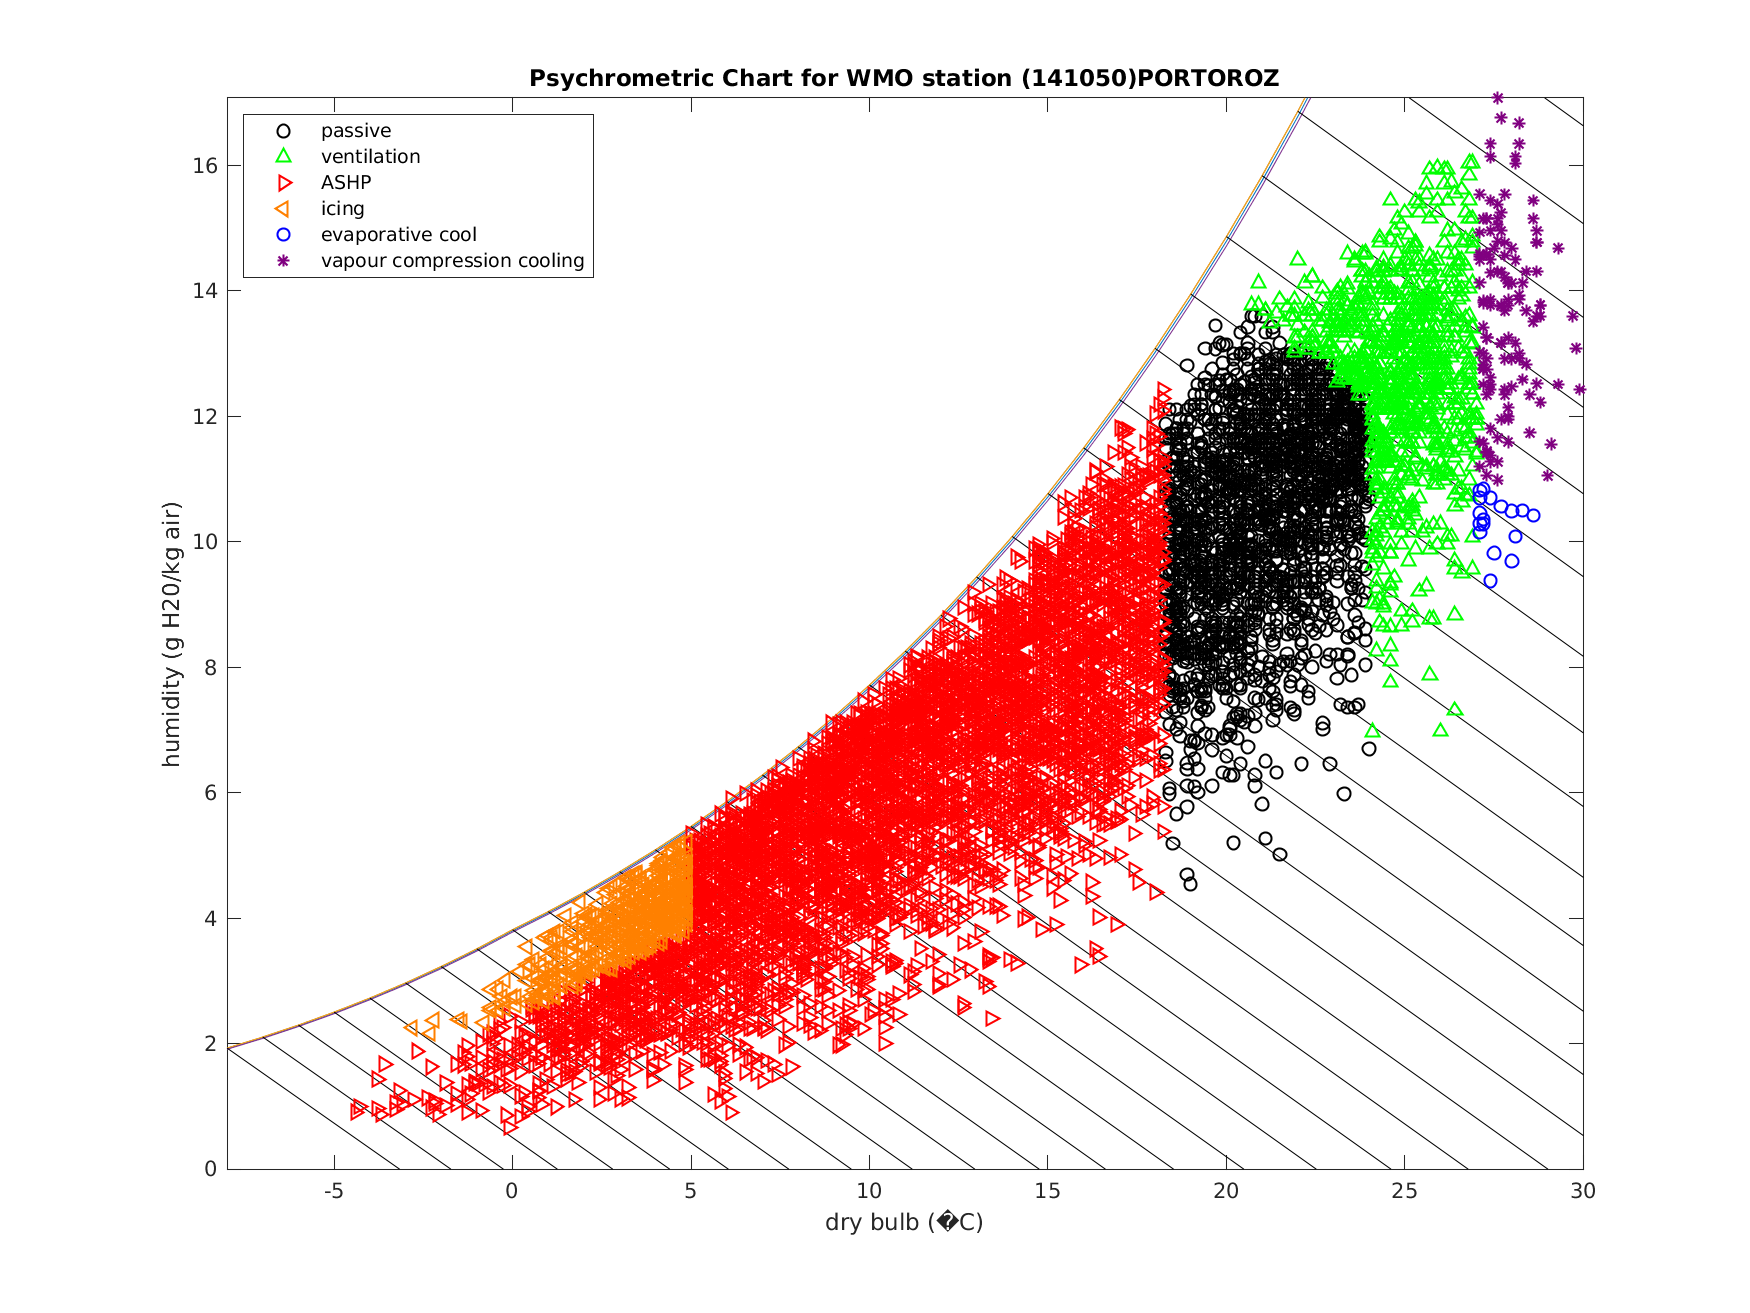 Psychrometric Chart for WMO station (141050)PORTOROZ
passive
ventilation
ASHP
icing
evaporative cool
vapour compression cooling
humidity (g H20/kg air)
16
14
12
10
8
6
4
2
0
-5 0 5 10 15 20 25 30
dry bulb (�C)